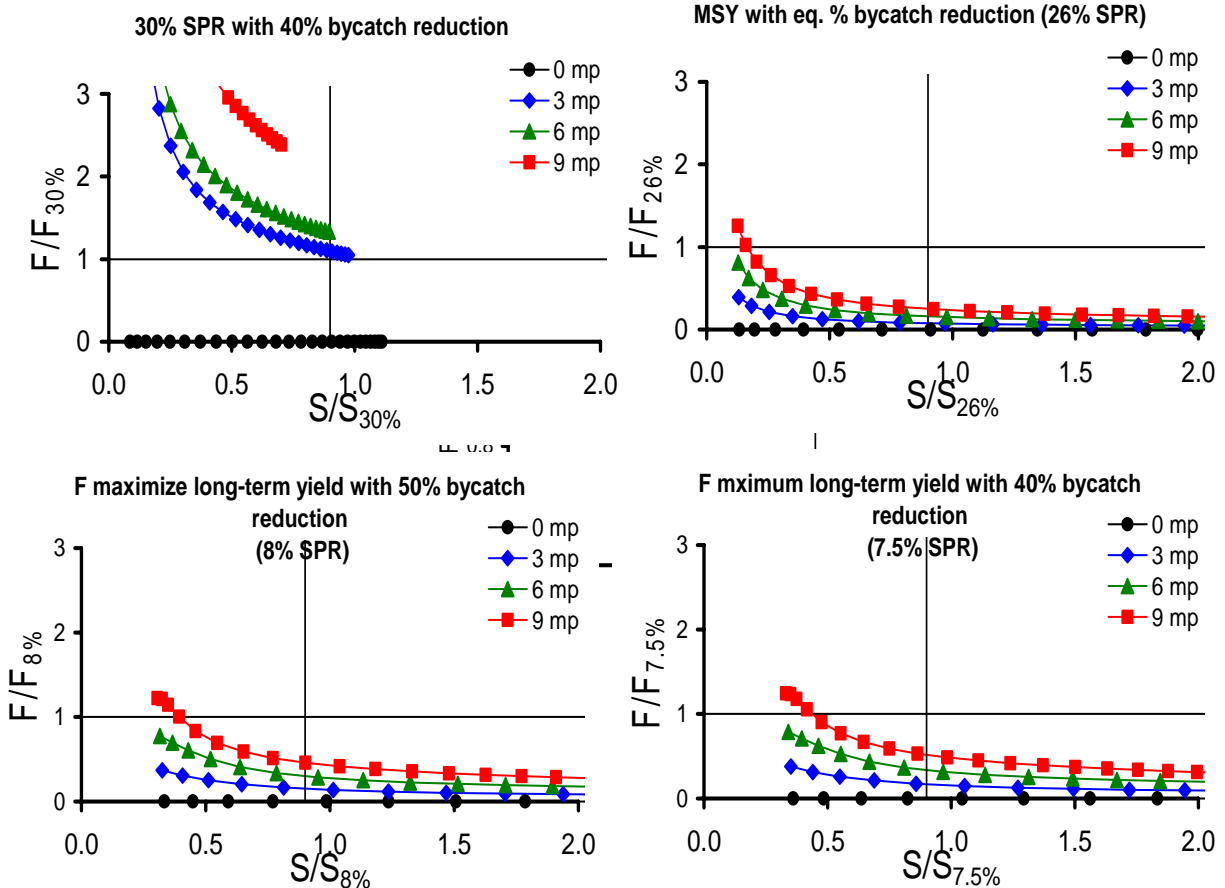 30% SPR with 40% bycatch reduction
0 mp
3 mp
6 mp
9 mp
3
2
1
0
F/F30%
0.0
0.5
1.0
1.5
2.0
S/S30%
MSY with eq. % bycatch reduction (26% SPR)
0 mp
3 mp
6 mp
9 mp
3
2
1
0
F/F26%
0.0
0.5
1.0
1.5
2.0
S/S26%
F maximize long-term yield with 50% bycatch
reduction
(8% SPR)
0 mp
3 mp
6 mp
9 mp
3
2
1
0
F/F8%
0.0
0.5
1.0
1.5
2.0
S/S8%
F mximum long-term yield with 40% bycatch
reduction
(7.5% SPR)
0 mp
3 mp
6 mp
9 mp
3
2
1
0
F/F7.5%
0.0
0.5
1.0
1.5
2.0
S/S7.5%